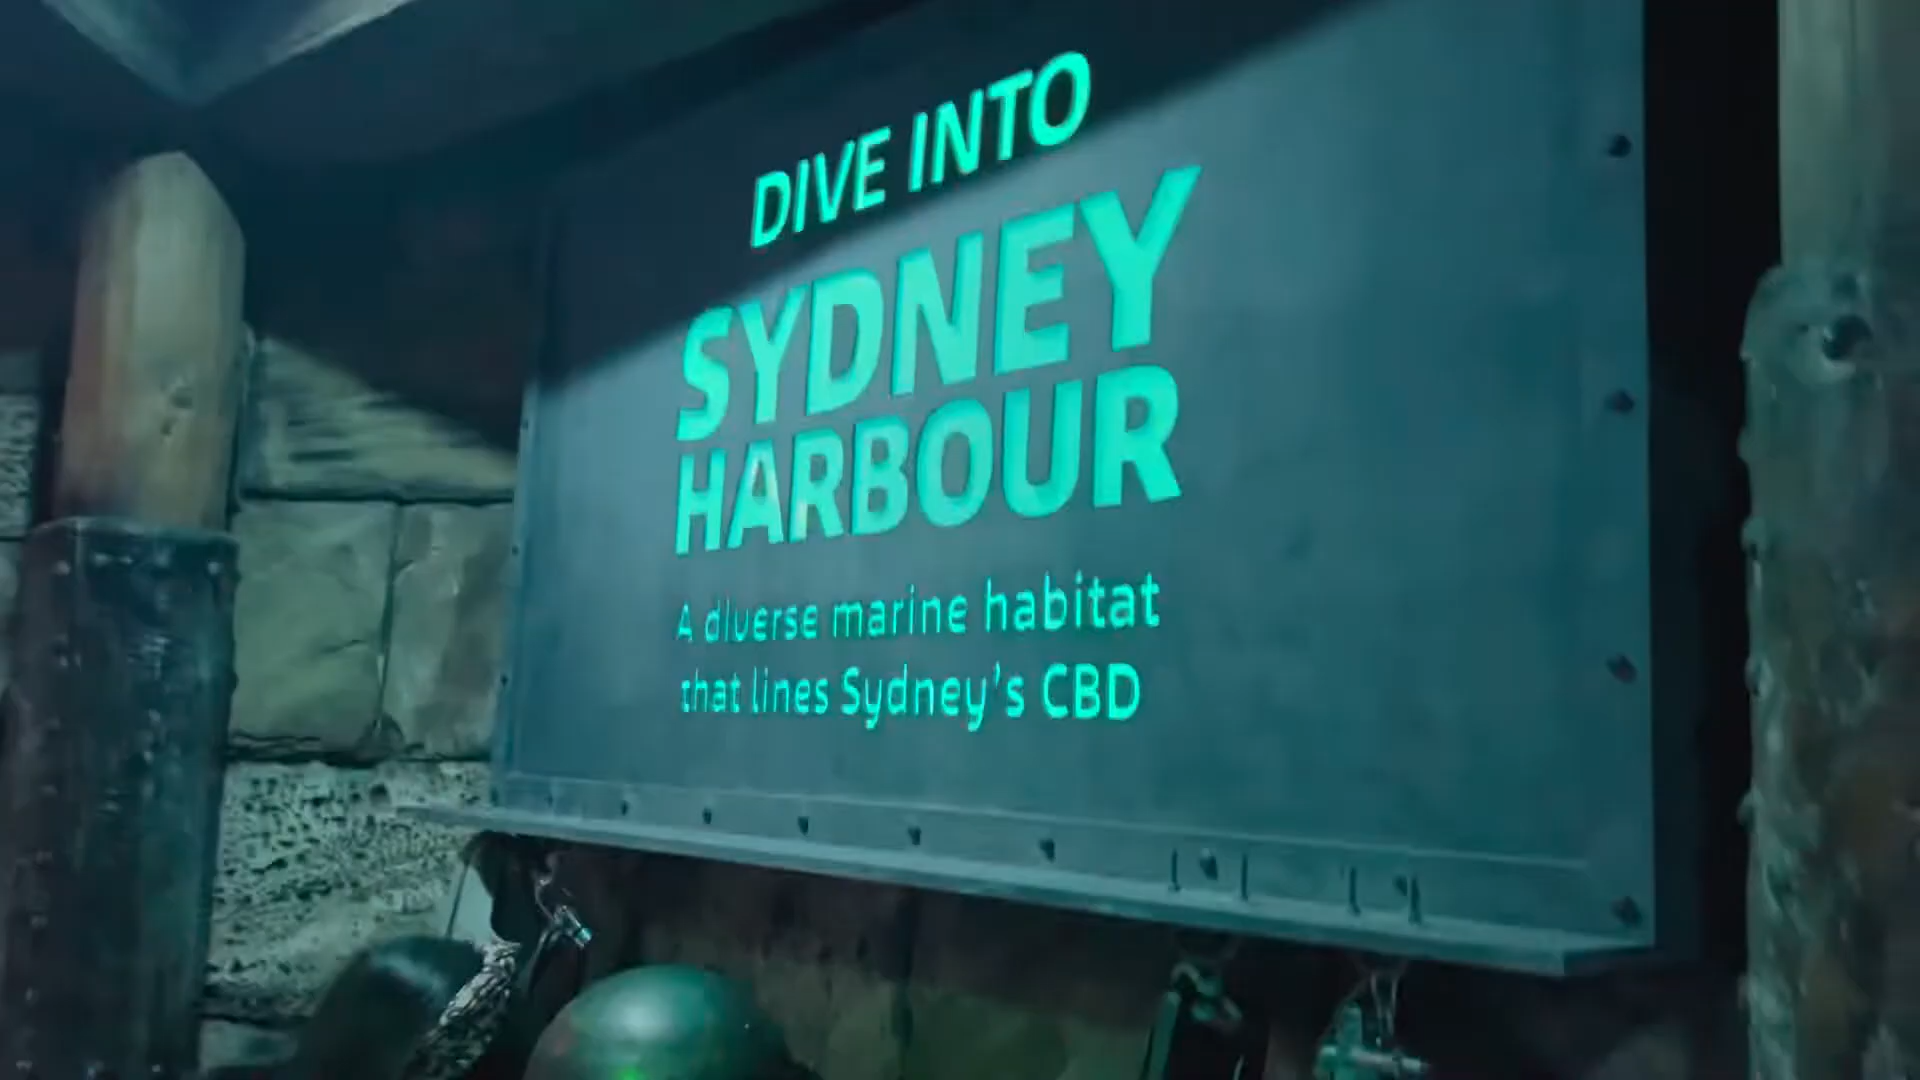 DIVE INTO
SYDNEY
HARBOUR
A diverse marine habitat
that lines Sydney's CBD